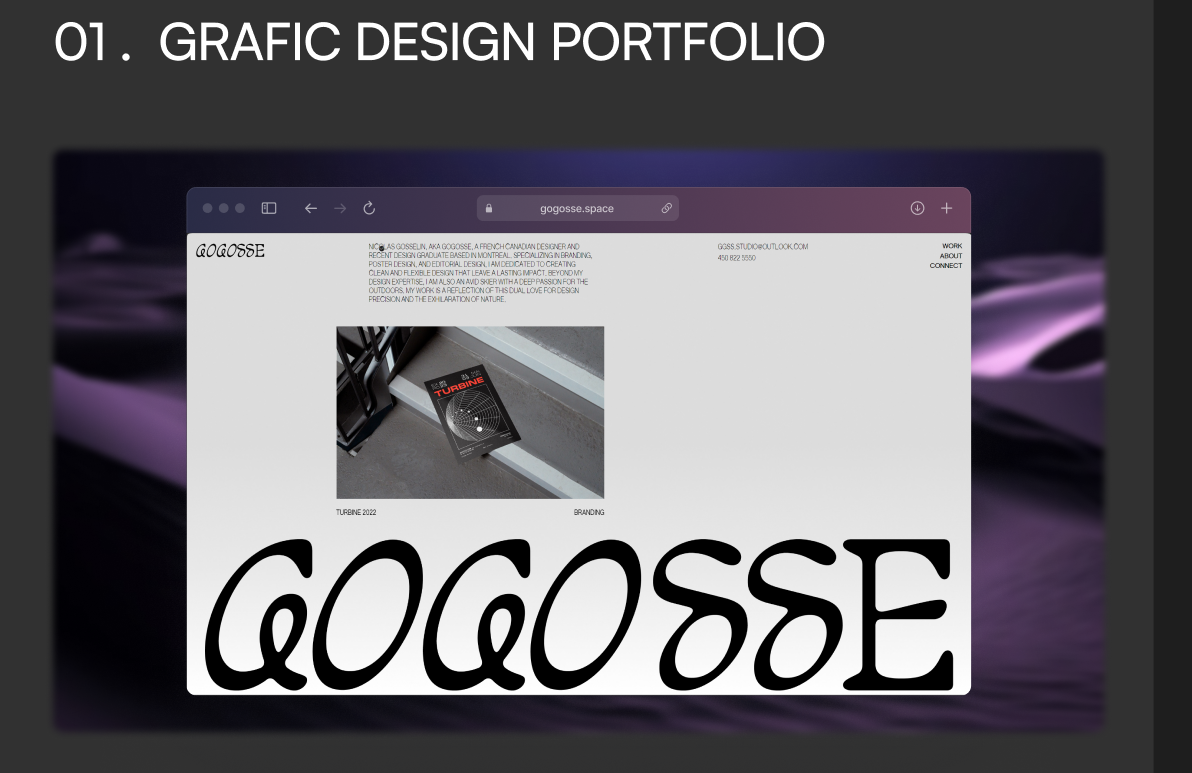 01 . GRAFIC DESIGN PORTFOLIO
gogosse.space
GOGOSSE
NICOLAS GOSSELIN, AKA GOGOSSE, A FRENCH CANADIAN DESIGNER AND
RECENT DESIGN GRADUATE BASED IN MONTREAL. SPECIALIZING IN BRANDING,
POSTER DESIGN, AND EDITORIAL DESIGN, I AM DEDICATED TO CREATING
CLEAN AND FLEXIBLE DESIGN THAT LEAVE A LASTING IMPACT. BEYOND MY
DESIGN EXPERTISE, I AM ALSO AN AVID SKIER WITH A DEEP PASSION FOR THE
OUTDOORS. MY WORK IS A REFLECTION OF THIS DUAL LOVE FOR DESIGN
PRECISION AND THE EXHILARATION OF NATURE.
GGSS.STUDIO@OUTLOOK.COM
450 822 5550
WORK
ABOUT
CONNECT
TURBINE
TURBINE 2022
BRANDING
GOGOSSE